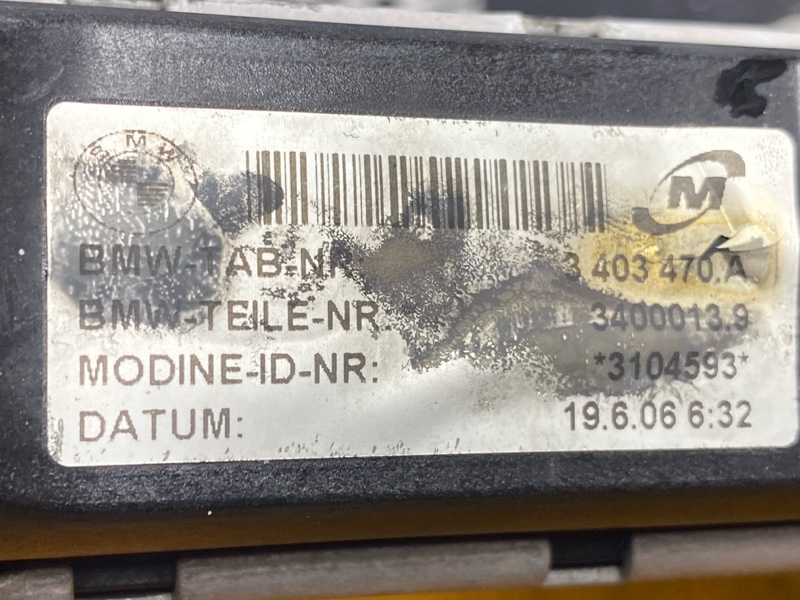 BMW
M
BMW-TAB-NR 3 403 470.A
BMW-TEILE-NR. 3400013.9
MODINE-ID-NR: *3104593*
DATUM: 19.6.06 6:32